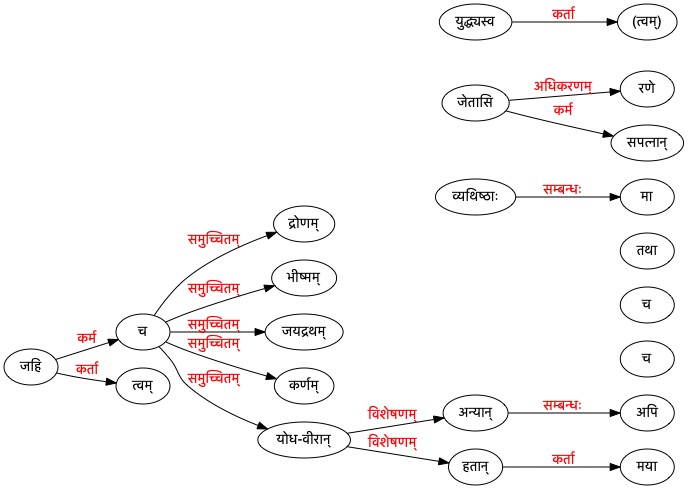 युद्ध्यस्व कर्ता (त्वम्)
जेतासि अधिकरणम् रणे
कर्म सपत्नान्
व्यथिष्ठाः सम्बन्धः मा
द्रोणम्
समुच्चितम्
तथा
भीष्मम्
समुच्चितम्
च
समुच्चितम् जयद्रथम्
च
कर्म
समुच्चितम्
च
जहि
कर्ता त्वम्
समुच्चितम् कर्णम्
विशेषणम् अन्यान् सम्बन्धः अपि
योध-वीरान्
विशेषणम् हतान् कर्ता मया